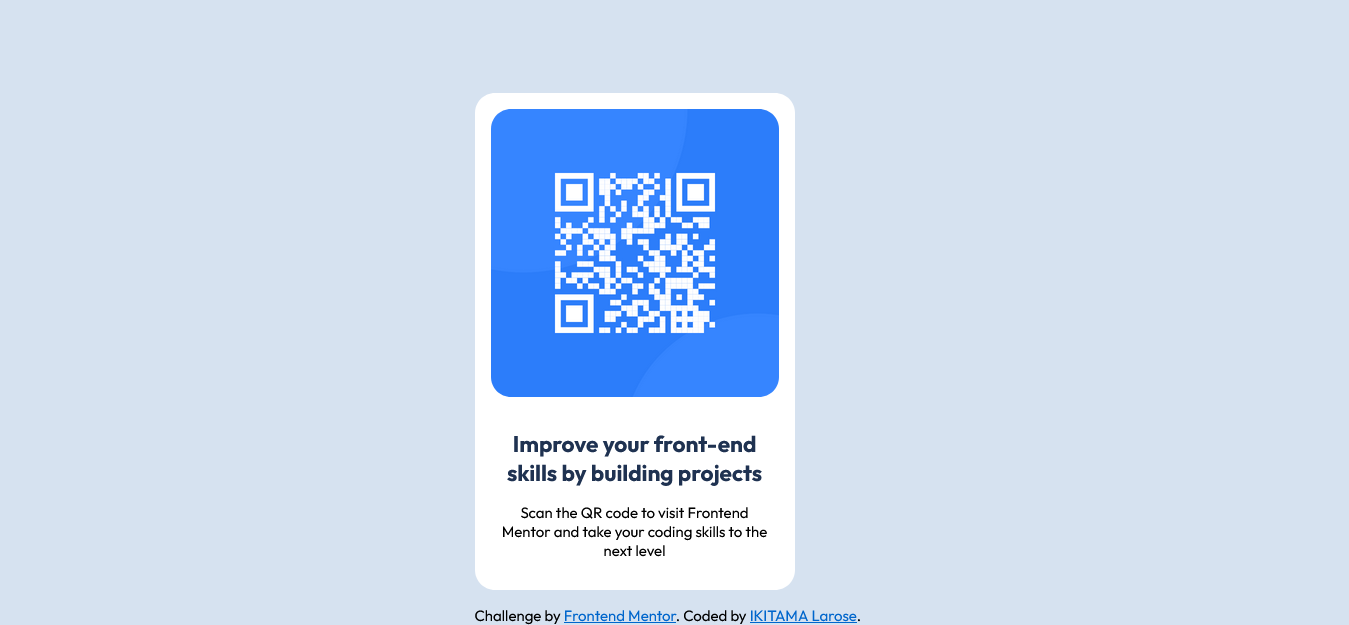 Improve your front-end
skills by building projects
Scan the QR code to visit Frontend
Mentor and take your coding skills to the
next level
Challenge by Frontend Mentor. Coded by IKITAMA Larose.